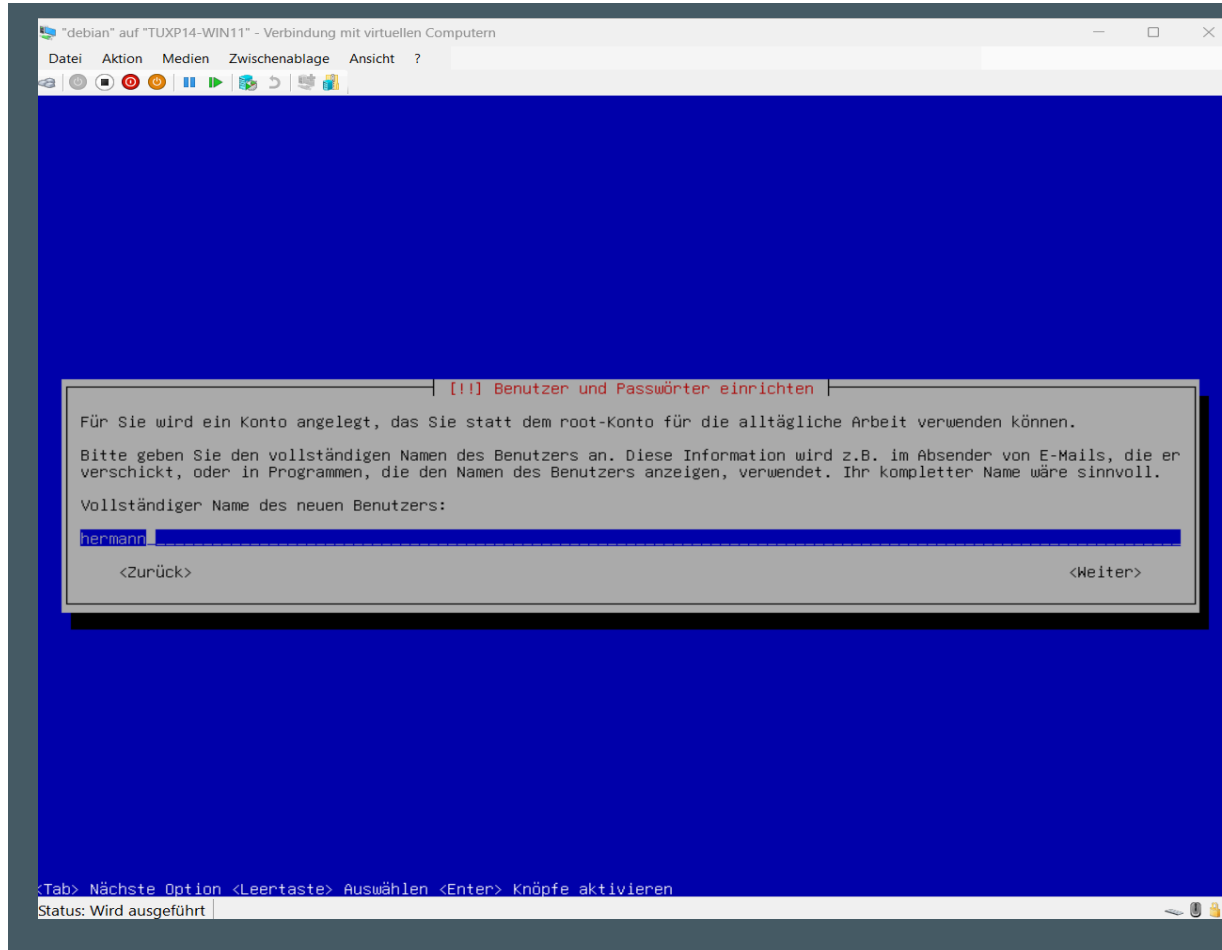 "debian" auf "TUXP14-WIN11" - Verbindung mit virtuellen Computern
Datei Aktion Medien Zwischenablage Ansicht ?
[!!] Benutzer und Passwörter einrichten
Für Sie wird ein Konto angelegt, das Sie statt dem root-Konto für die alltägliche Arbeit verwenden können.
Bitte geben Sie den vollständigen Namen des Benutzers an. Diese Information wird z.B. im Absender von E-Mails, die er
verschickt, oder in Programmen, die den Namen des Benutzers anzeigen, verwendet. Ihr kompletter Name wäre sinnvoll.
Vollständiger Name des neuen Benutzers:
hermann
<Zurück> <Weiter>
<Tab> Nächste Option <Leertaste> Auswählen <Enter> Knöpfe aktivieren
Status: Wird ausgeführt